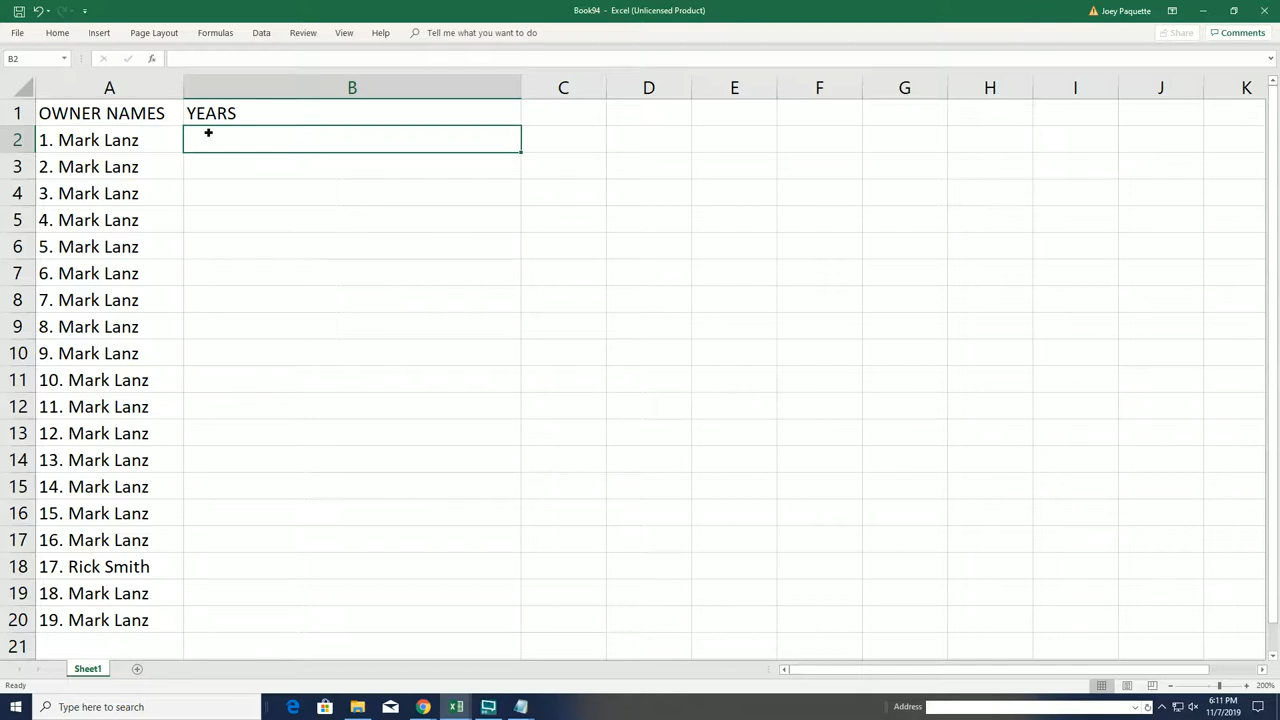 Book94 - Excel (Unlicensed Product)
Joey Paquette
File Home Insert Page Layout Formulas Data Review View Help Tell me what you want to do Share Comments
B2 fx
A B C D E F G H I J K
1 OWNER NAMES YEARS
2 1. Mark Lanz
3 2. Mark Lanz
4 3. Mark Lanz
5 4. Mark Lanz
6 5. Mark Lanz
7 6. Mark Lanz
8 7. Mark Lanz
9 8. Mark Lanz
10 9. Mark Lanz
11 10. Mark Lanz
12 11. Mark Lanz
13 12. Mark Lanz
14 13. Mark Lanz
15 14. Mark Lanz
16 15. Mark Lanz
17 16. Mark Lanz
18 17. Rick Smith
19 18. Mark Lanz
20 19. Mark Lanz
21
Sheet1
Ready 200%
Type here to search Address 6:11 PM
11/7/2019